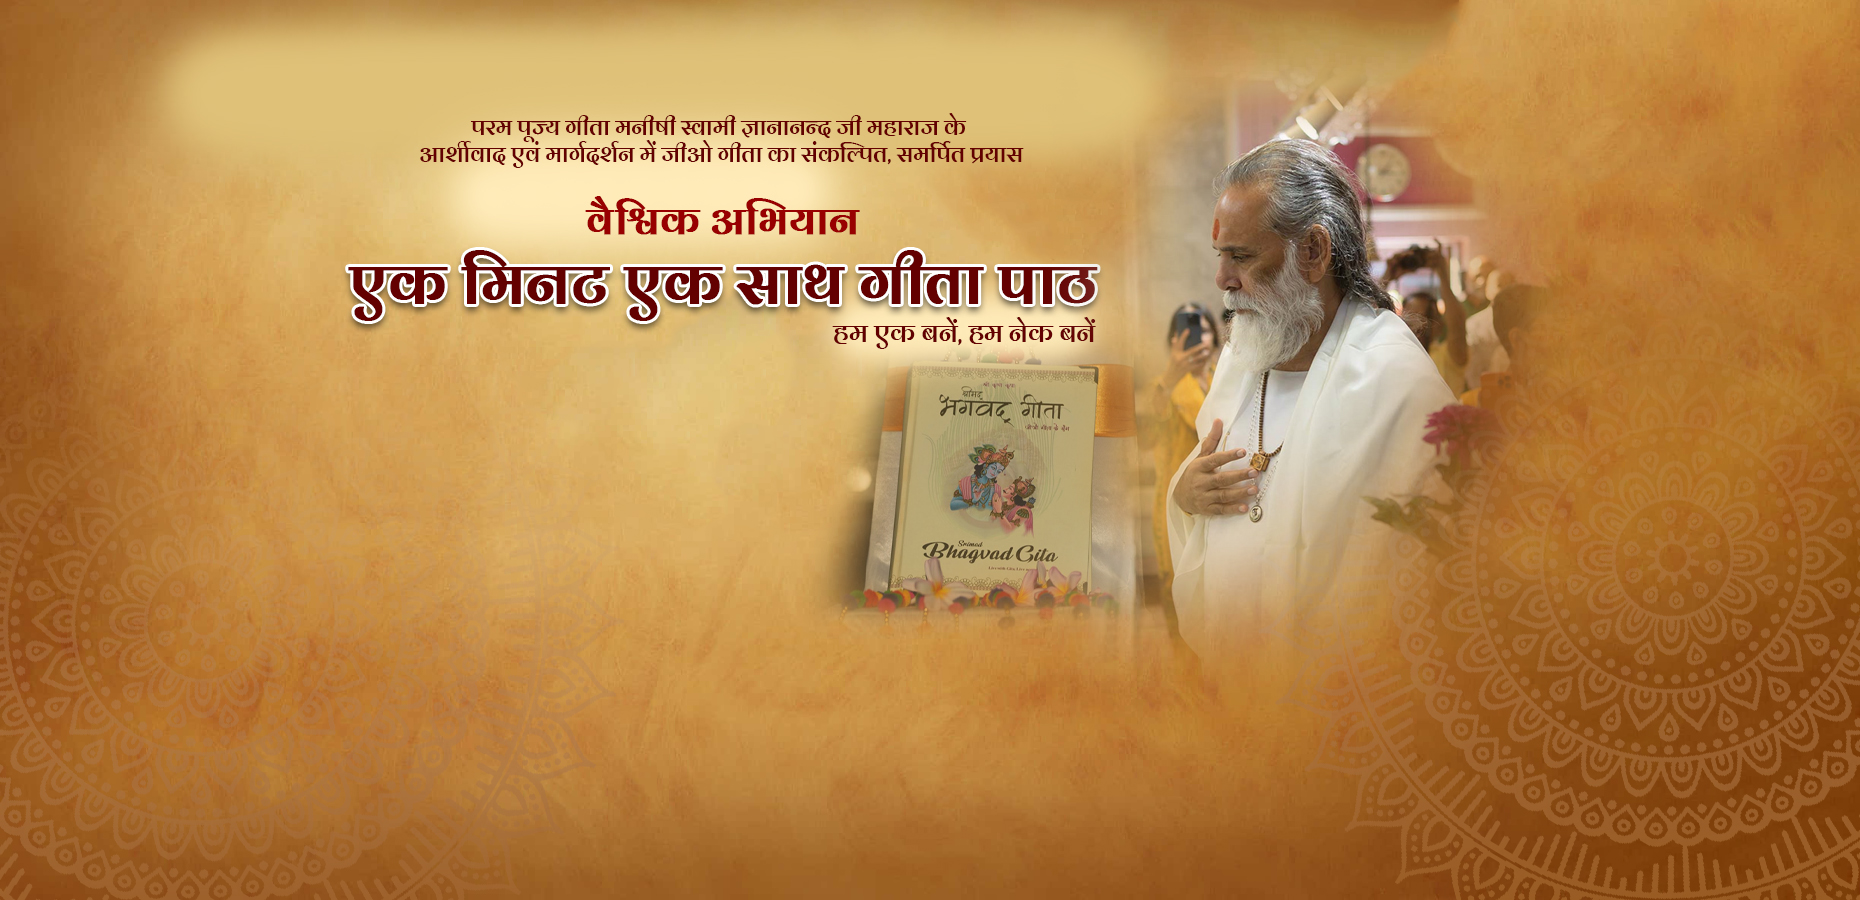 परम पूज्य गीता मनीषी स्वामी ज्ञानानन्द जी महाराज के
आर्शीवाद एवं मार्गदर्शन में जीओ गीता का संकल्पित, समर्पित प्रयास
वैश्विक अभियान
एक मिनट एक साथ गीता पाठ
हम एक बनें, हम नेक बनें
श्रीमद्
भगवद् गीता
Srimad
Bhagvad Gita